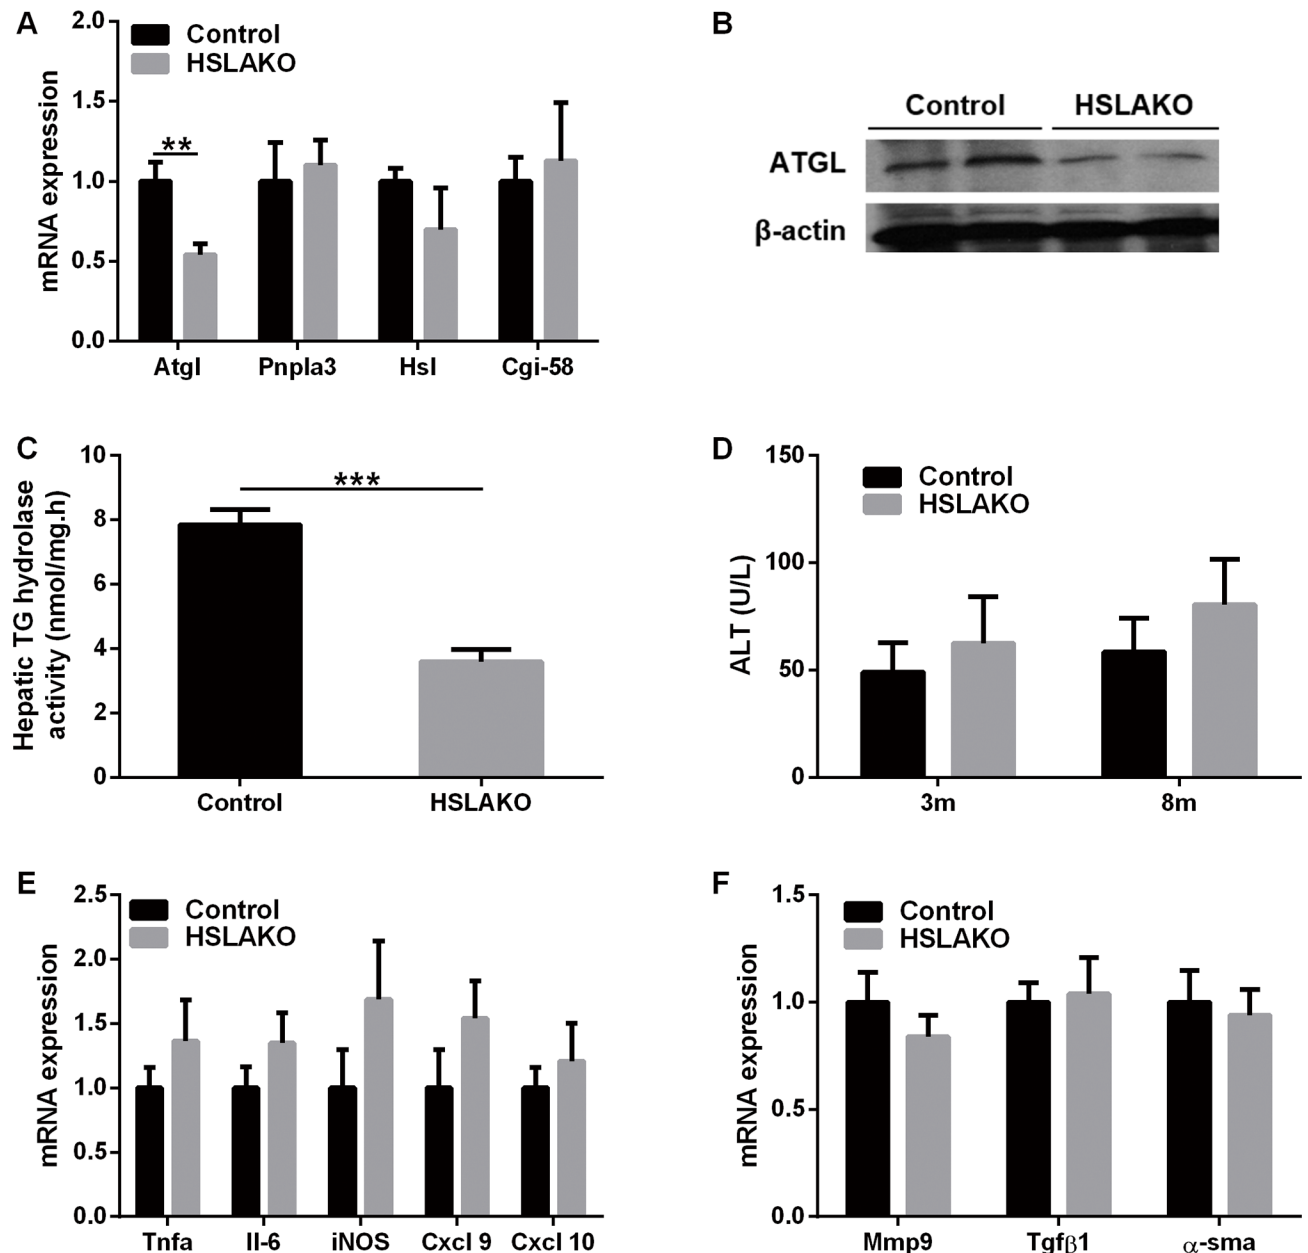 A
2.0
1.5
1.0
0.5
0.0
mRNA expression
Control
HSLAKO
**
Atgl
Pnpla3
Hsl
Cgi-58
B
Control
HSLAKO
ATGL
β-actin
C
10
8
6
4
2
0
Hepatic TG hydrolase
activity (nmol/mg.h)
***
Control
HSLAKO
D
150
100
50
0
ALT (U/L)
Control
HSLAKO
3m
8m
E
2.5
2.0
1.5
1.0
0.5
0.0
mRNA expression
Control
HSLAKO
Tnfa
Il-6
iNOS
Cxcl 9
Cxcl 10
F
1.5
1.0
0.5
0.0
mRNA expression
Control
HSLAKO
Mmp9
Tgfβ1
α-sma